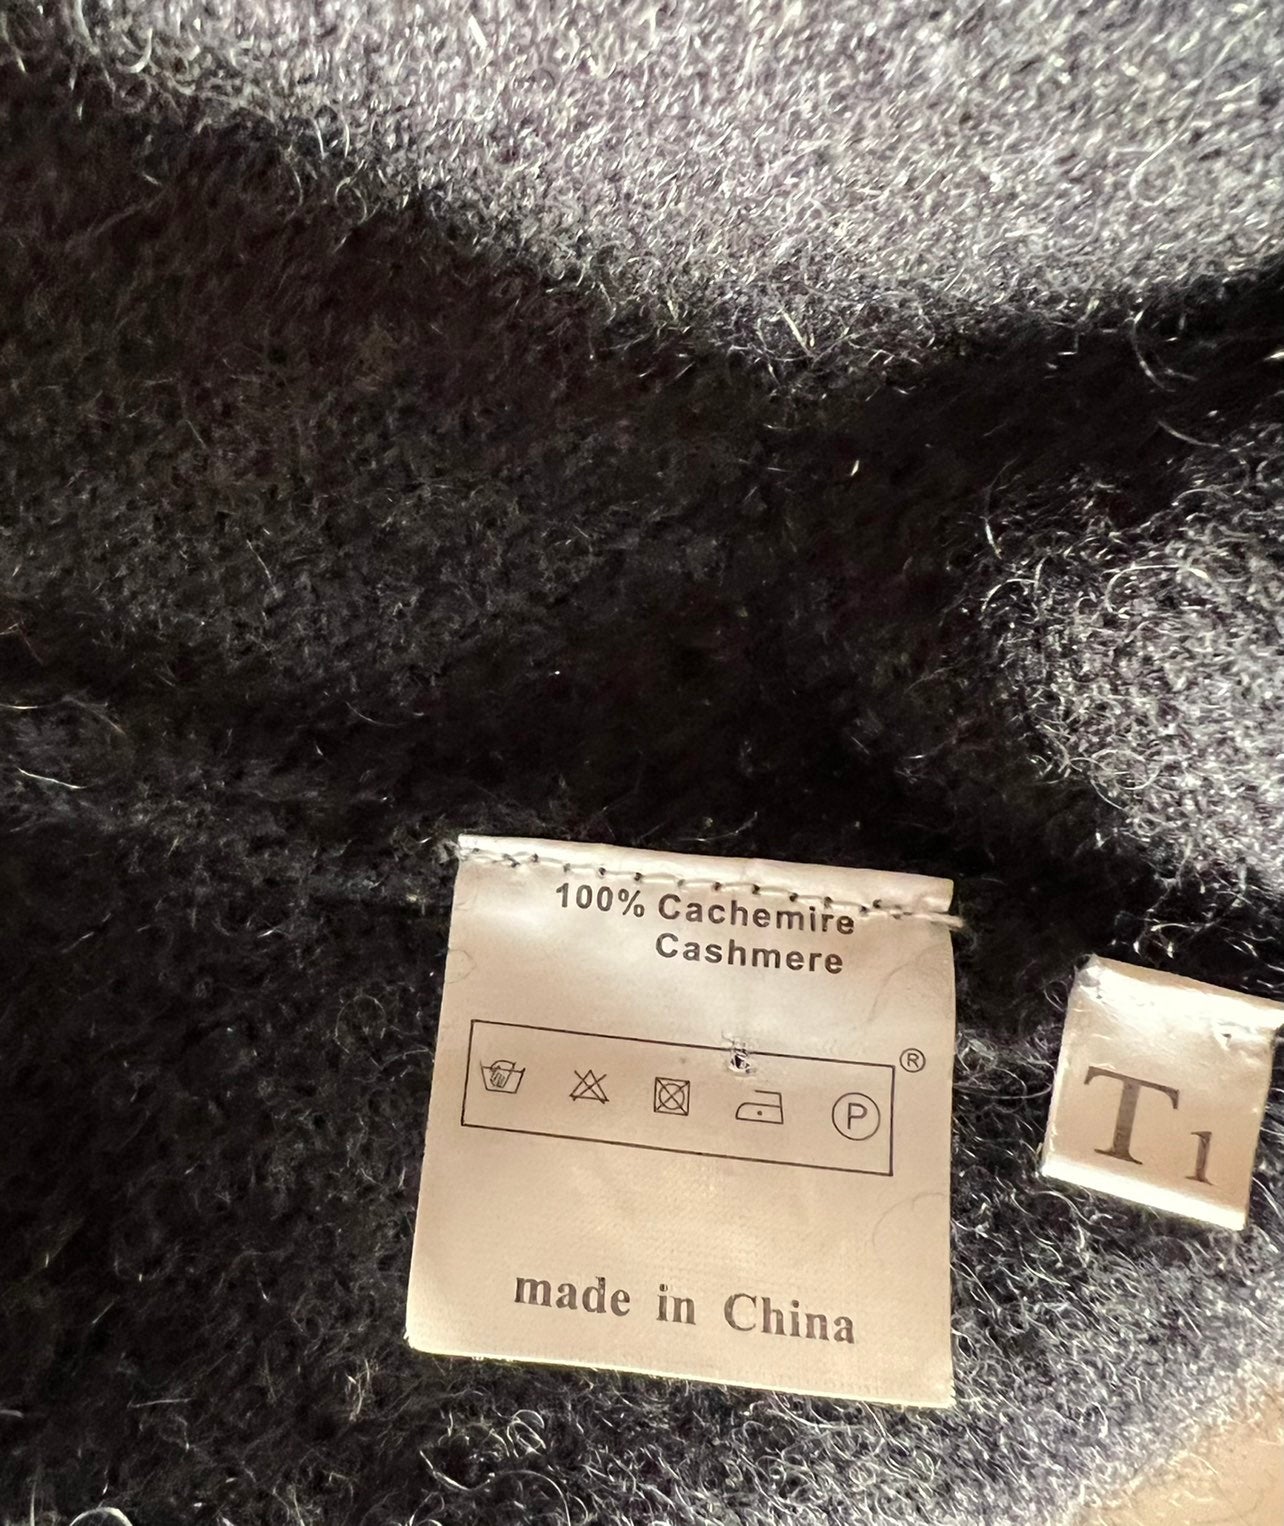 100% Cachemire
Cashmere
®
P
made in China
T1